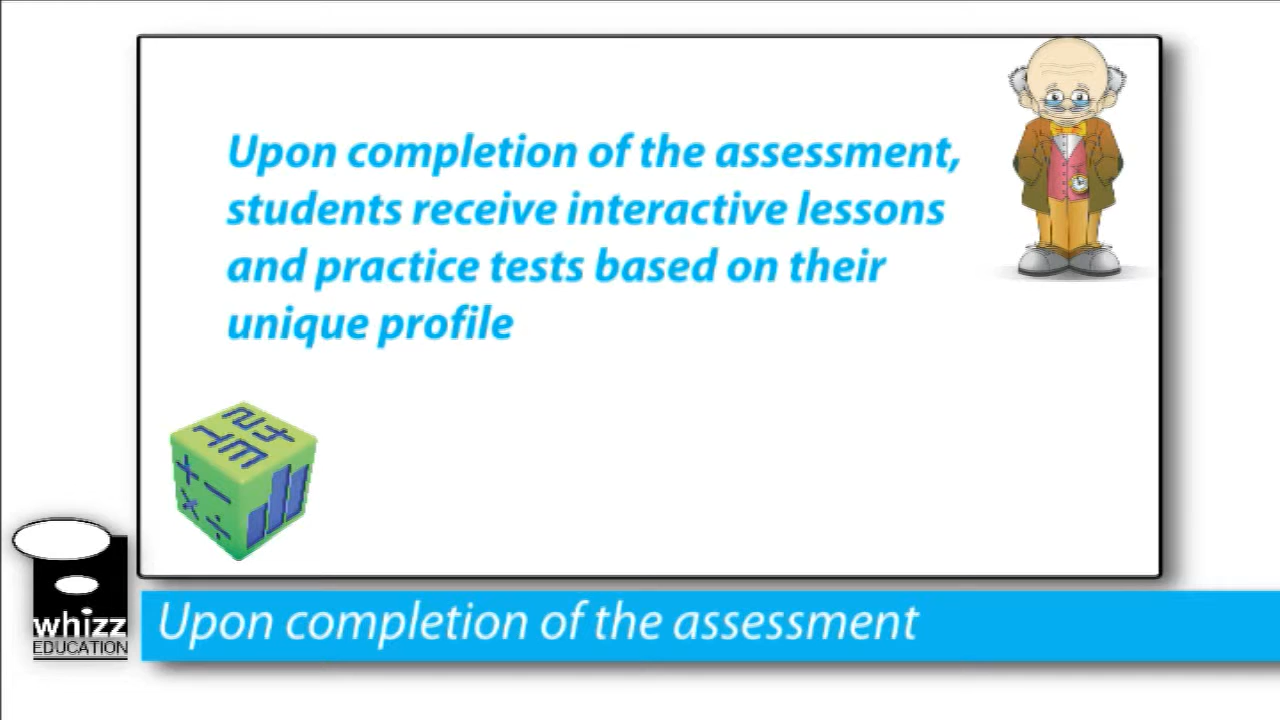 Upon completion of the assessment,
students receive interactive lessons
and practice tests based on their
unique profile
+ −
× ÷
whizz
EDUCATION
Upon completion of the assessment